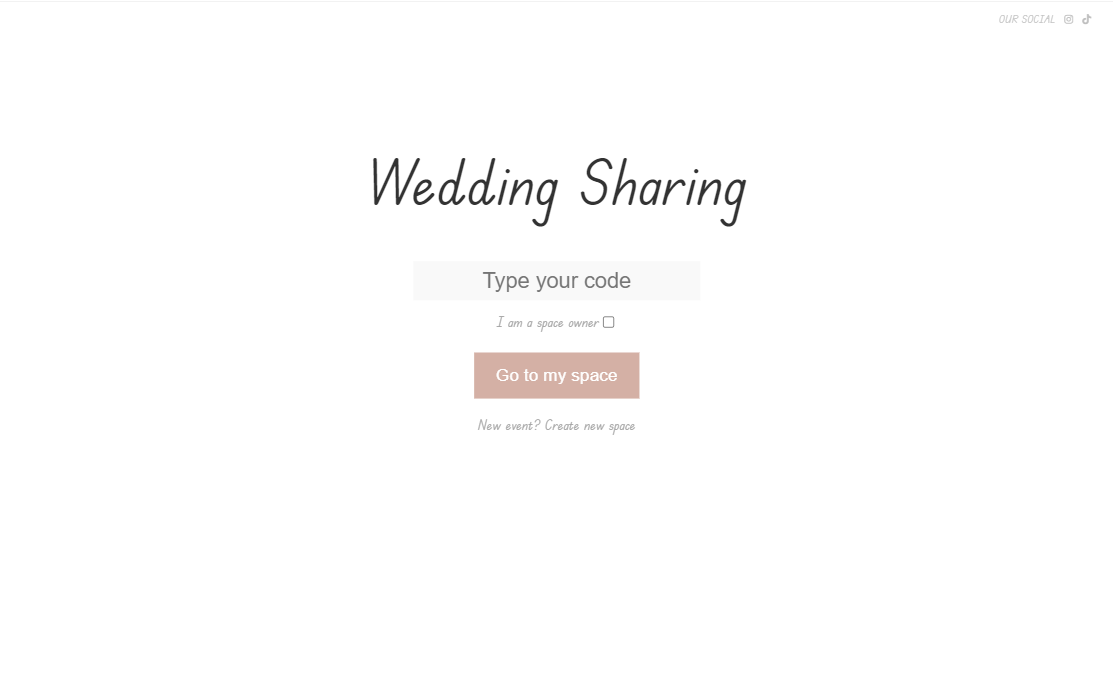 OUR SOCIAL
Wedding Sharing
Type your code
I am a space owner
Go to my space
New event? Create new space